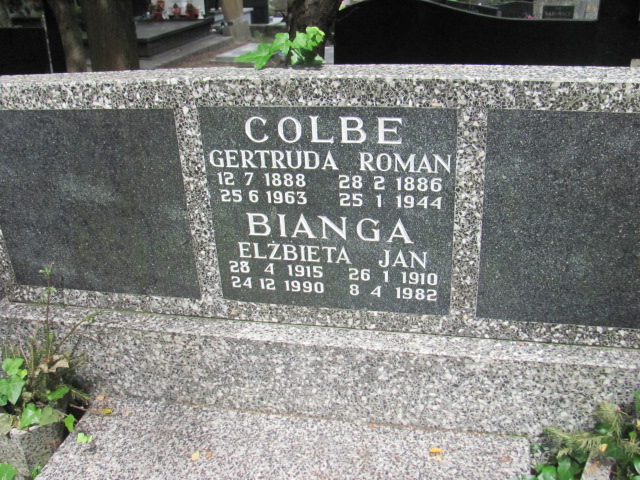 COLBE
GERTRUDA ROMAN
12 7 1888 28 2 1886
25 6 1963 25 1 1944
BIANGA
ELŻBIETA JAN
28 4 1915 26 1 1910
24 12 1990 8 4 1982